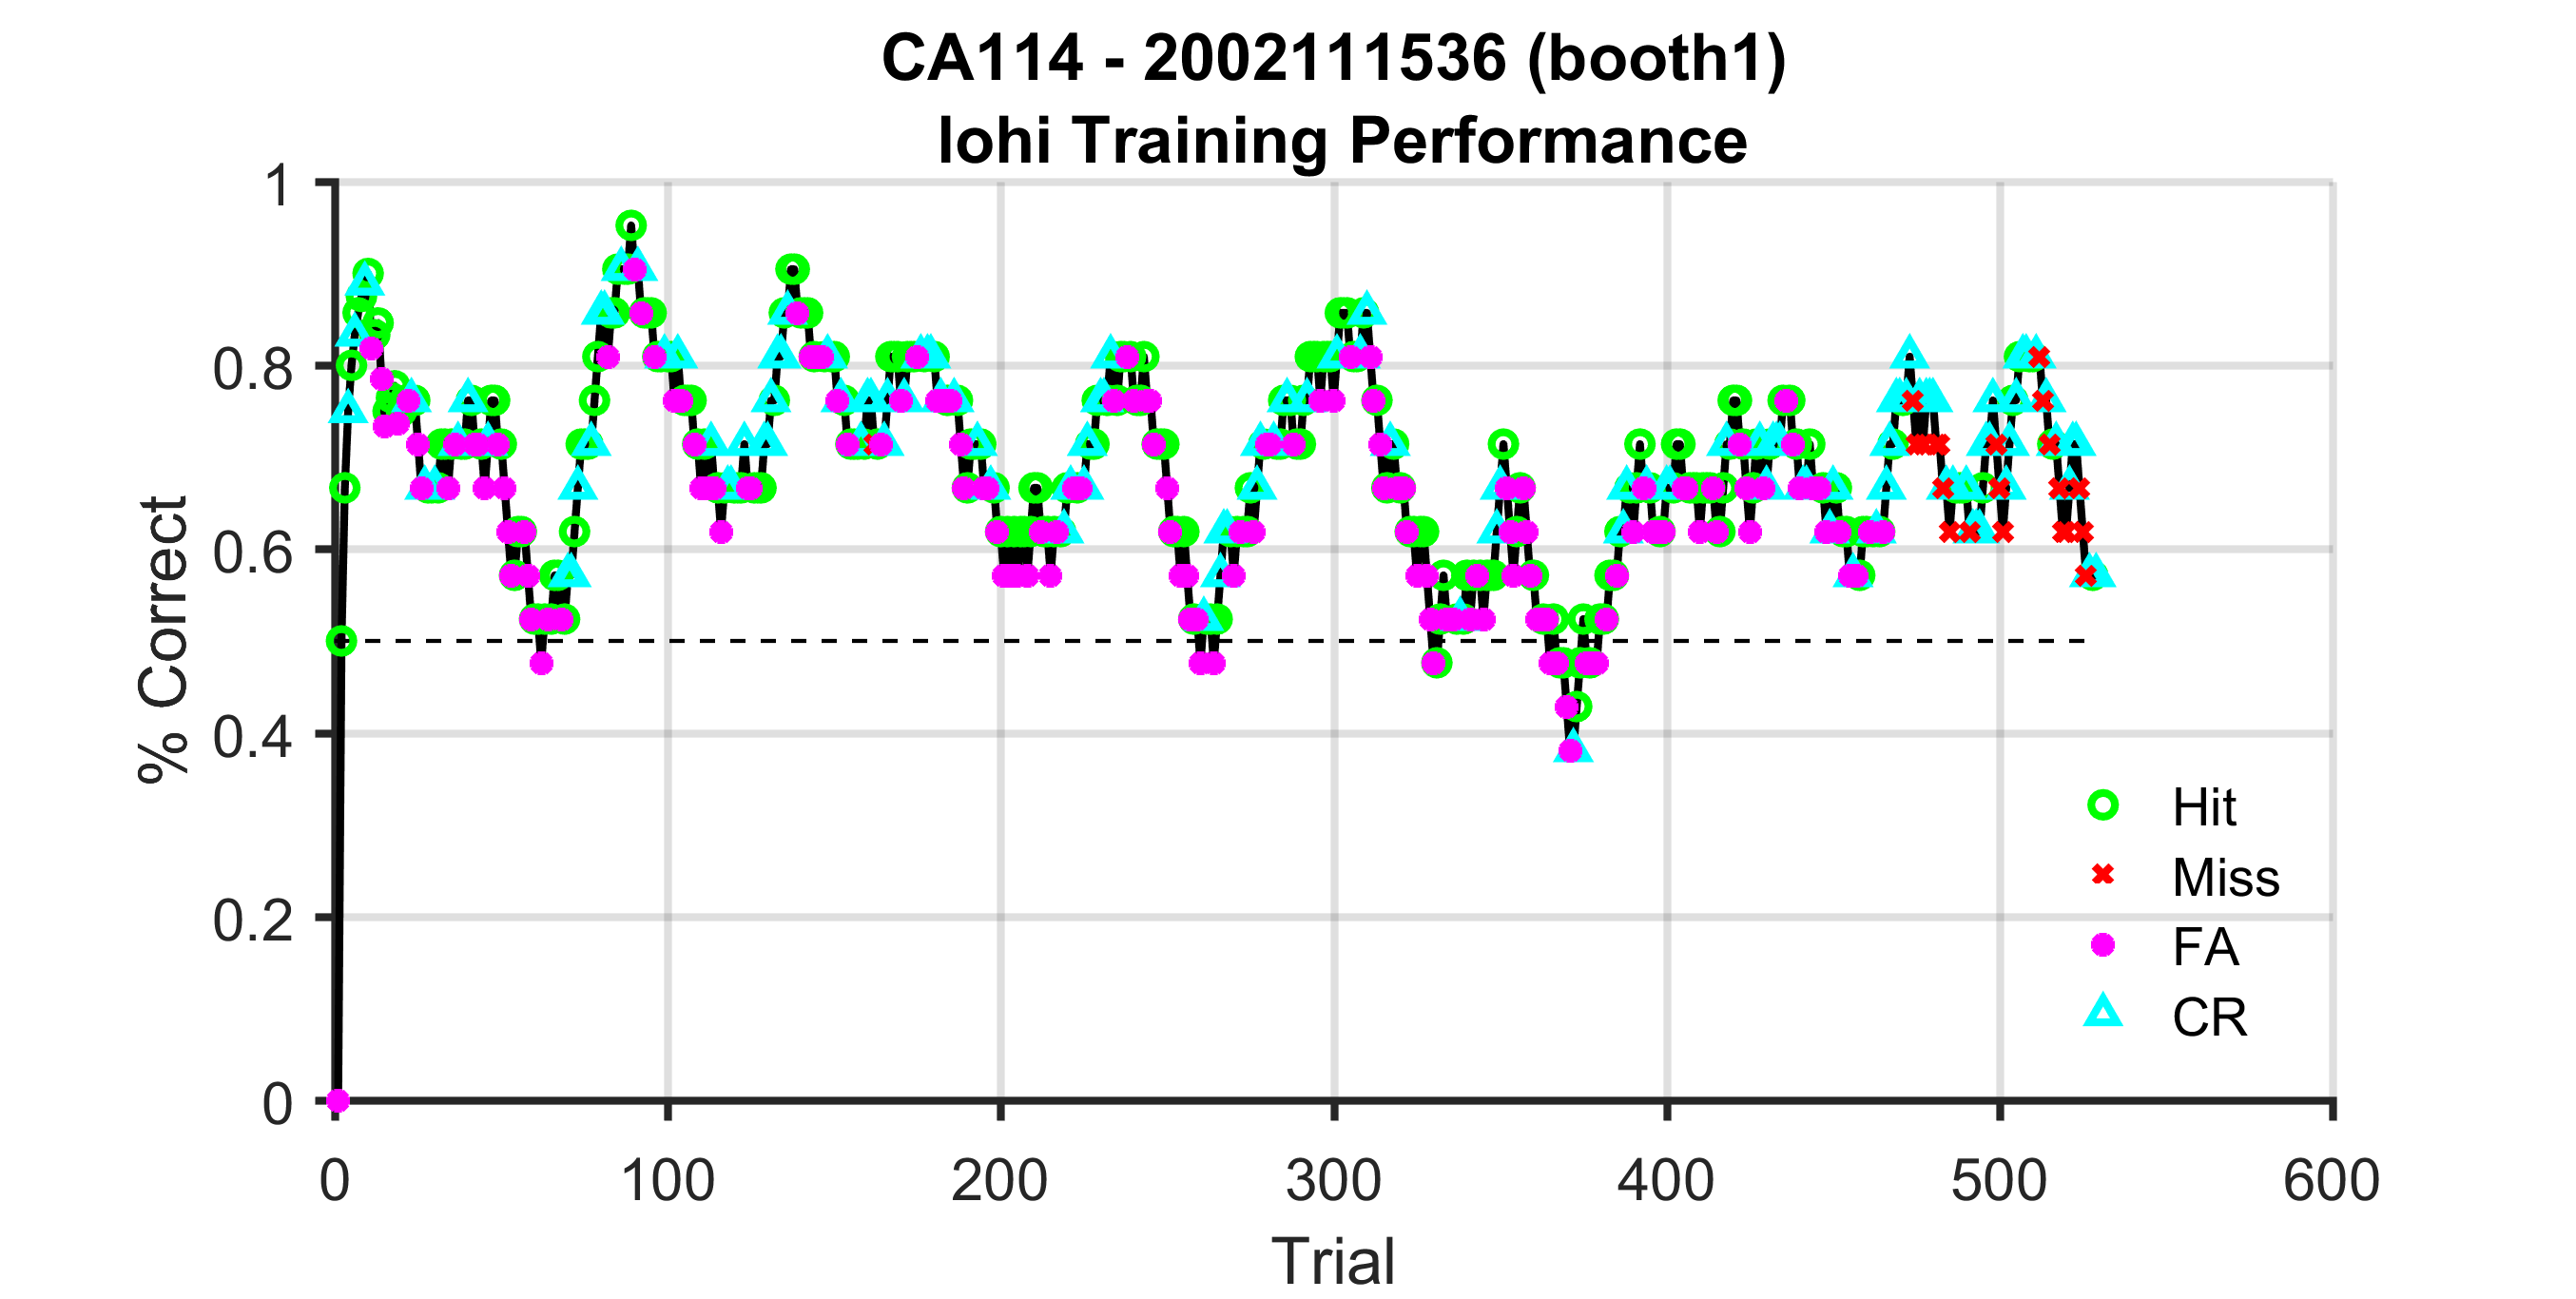 CA114 - 2002111536 (booth1)
lohi Training Performance
% Correct
1
0.8
0.6
0.4
0.2
0
0 100 200 300 400 500 600
Trial
Hit
Miss
FA
CR